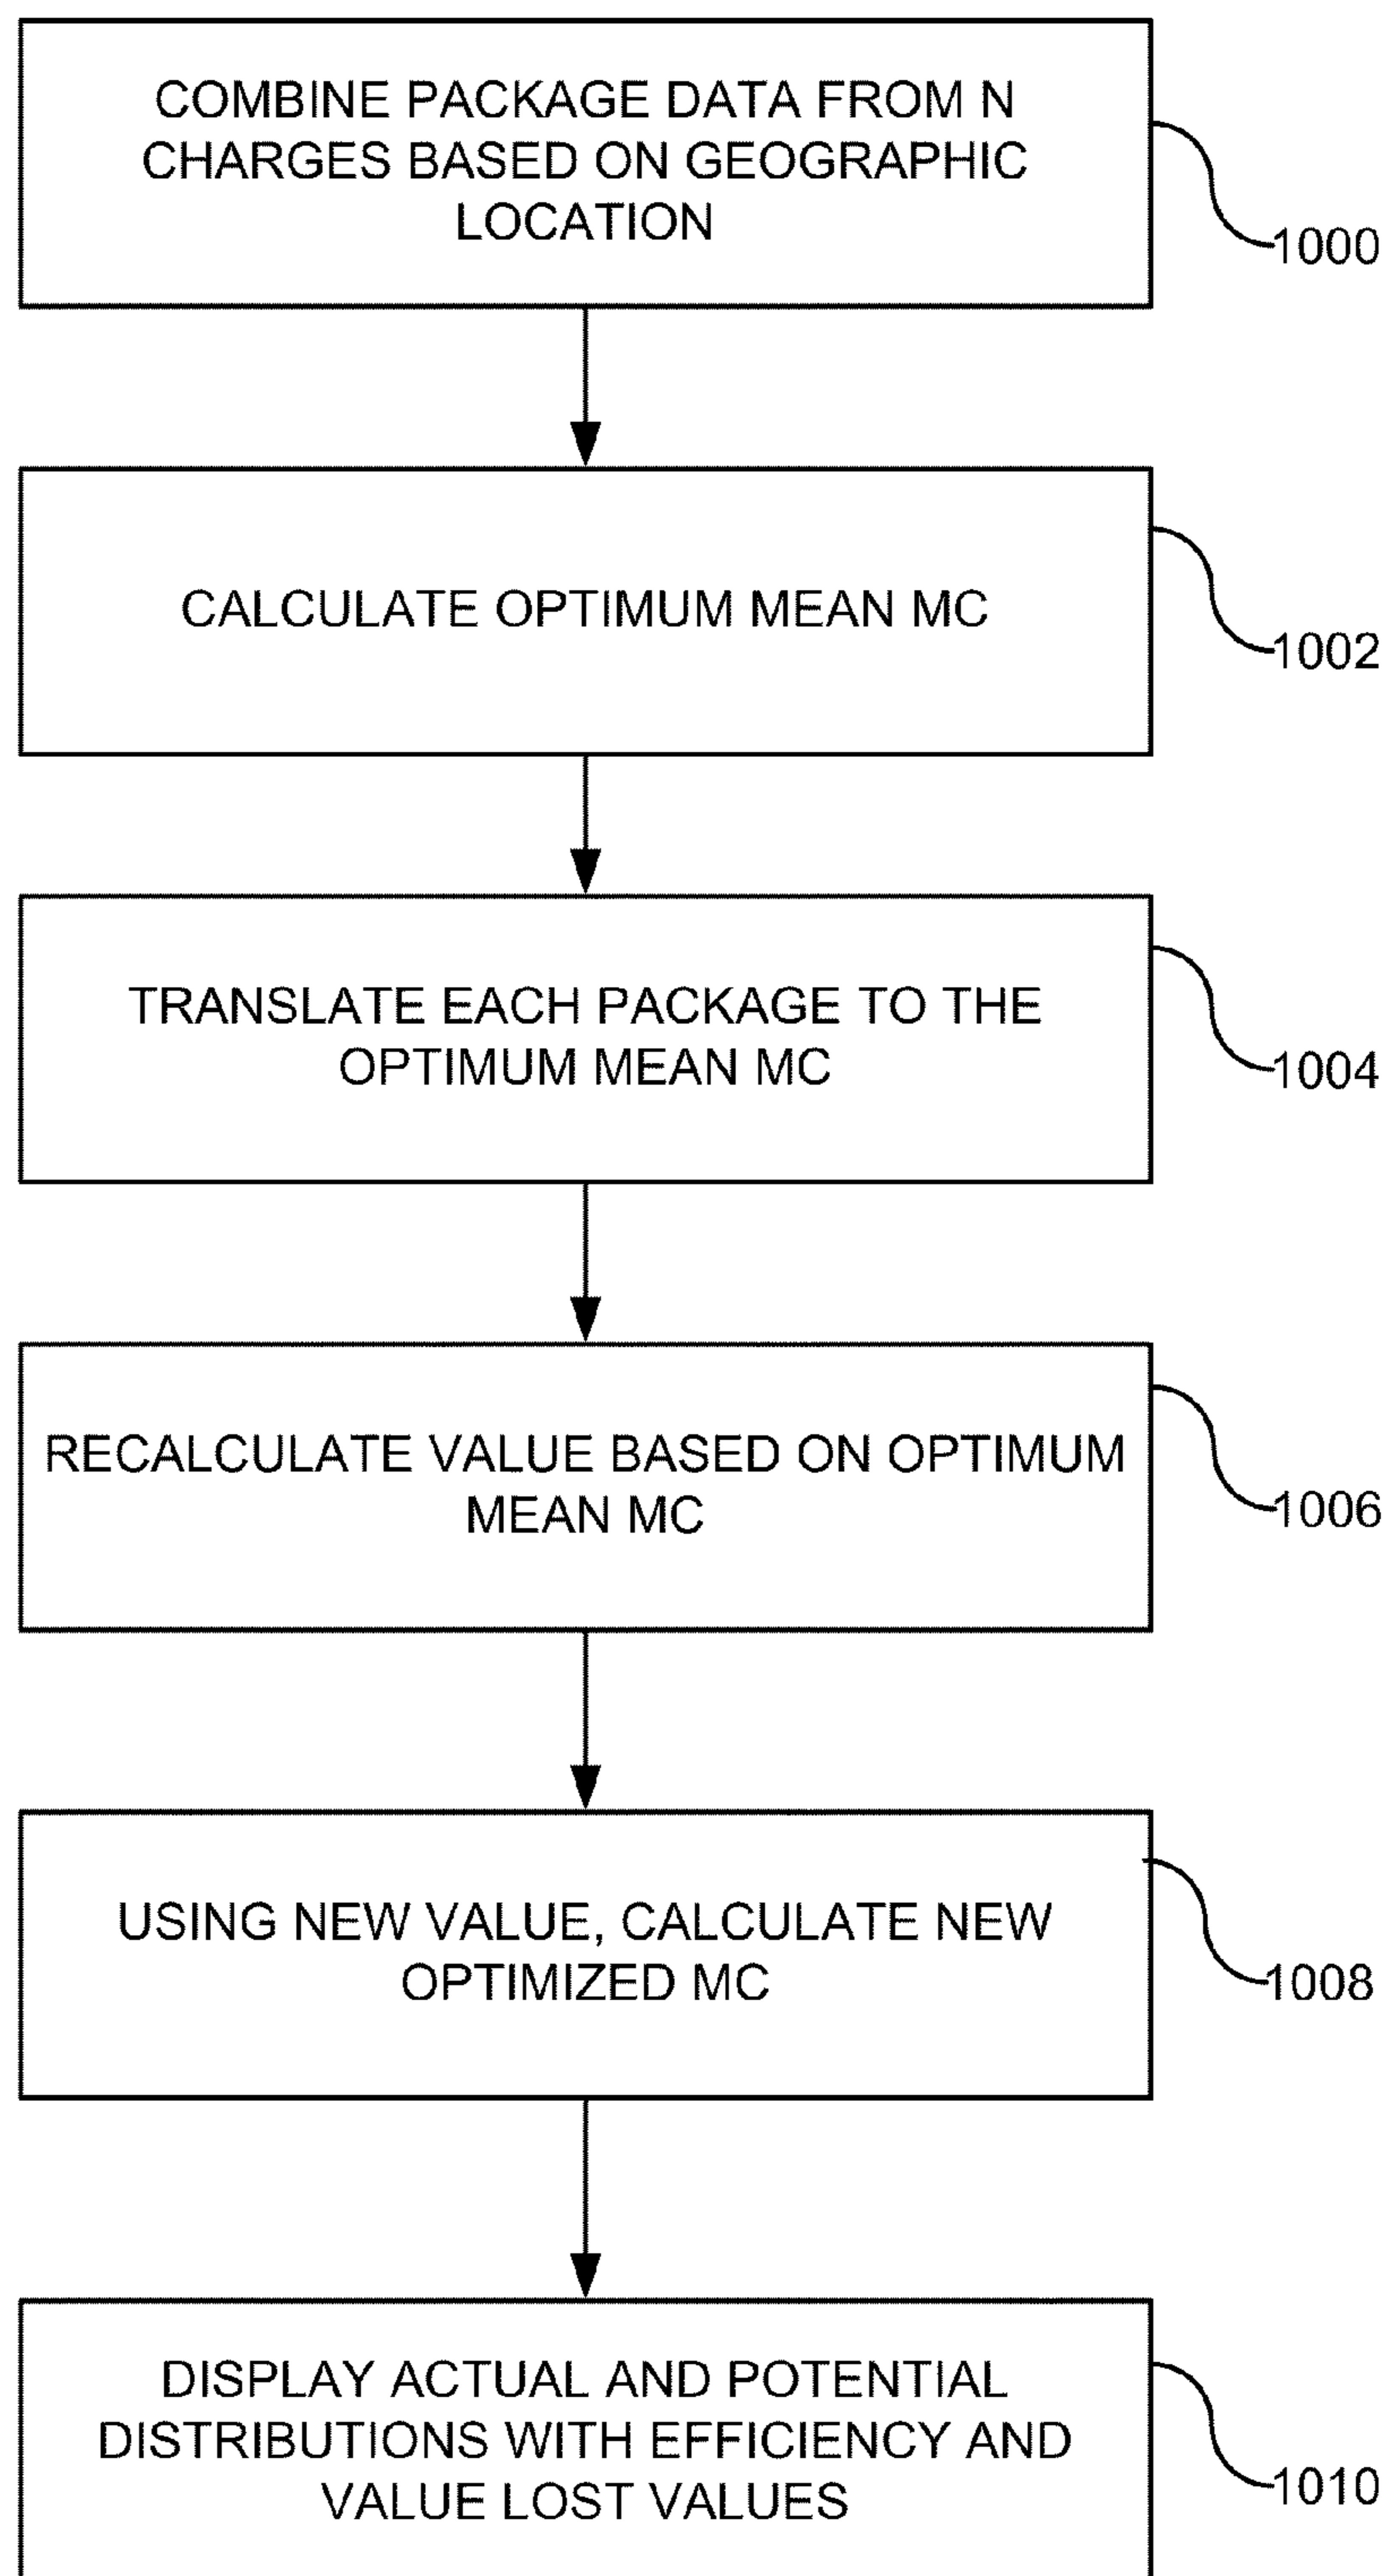 COMBINE PACKAGE DATA FROM N
CHARGES BASED ON GEOGRAPHIC
LOCATION
1000
CALCULATE OPTIMUM MEAN MC
1002
TRANSLATE EACH PACKAGE TO THE
OPTIMUM MEAN MC
1004
RECALCULATE VALUE BASED ON OPTIMUM
MEAN MC
1006
USING NEW VALUE, CALCULATE NEW
OPTIMIZED MC
1008
DISPLAY ACTUAL AND POTENTIAL
DISTRIBUTIONS WITH EFFICIENCY AND
VALUE LOST VALUES
1010